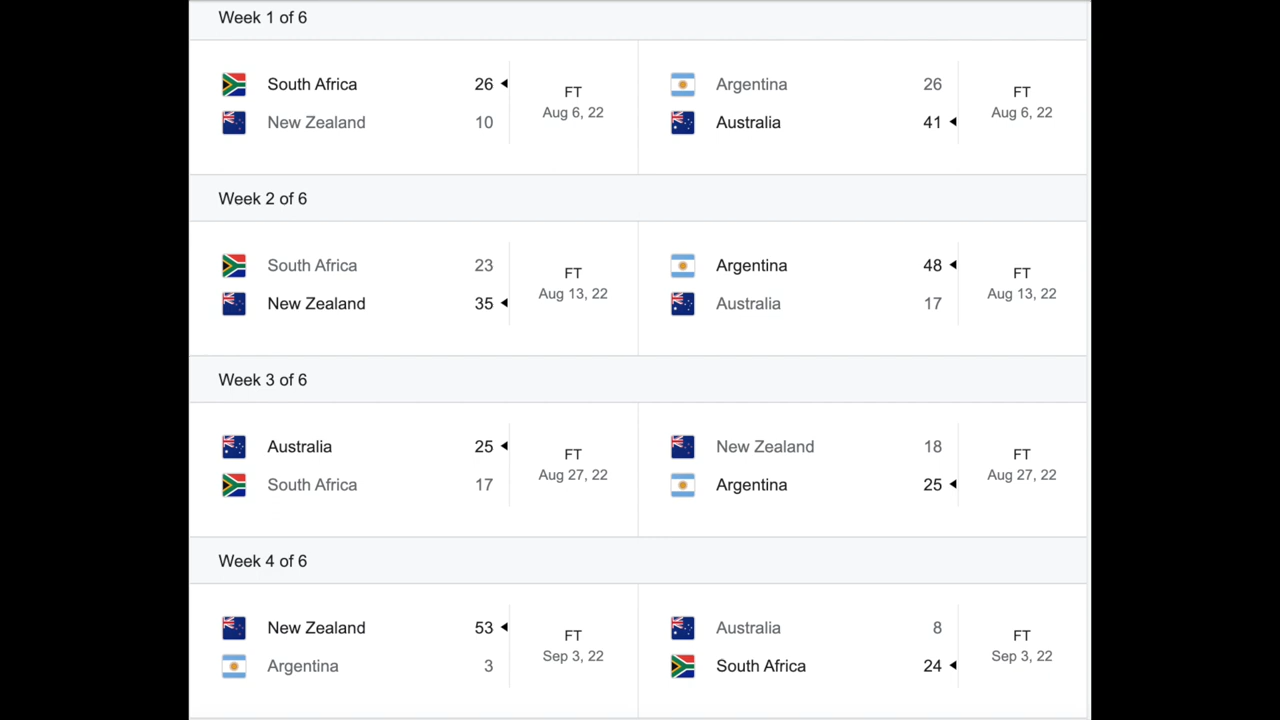 Week 1 of 6
South Africa 26
New Zealand 10
FT
Aug 6, 22
Argentina 26
Australia 41
FT
Aug 6, 22
Week 2 of 6
South Africa 23
New Zealand 35
FT
Aug 13, 22
Argentina 48
Australia 17
FT
Aug 13, 22
Week 3 of 6
Australia 25
South Africa 17
FT
Aug 27, 22
New Zealand 18
Argentina 25
FT
Aug 27, 22
Week 4 of 6
New Zealand 53
Argentina 3
FT
Sep 3, 22
Australia 8
South Africa 24
FT
Sep 3, 22